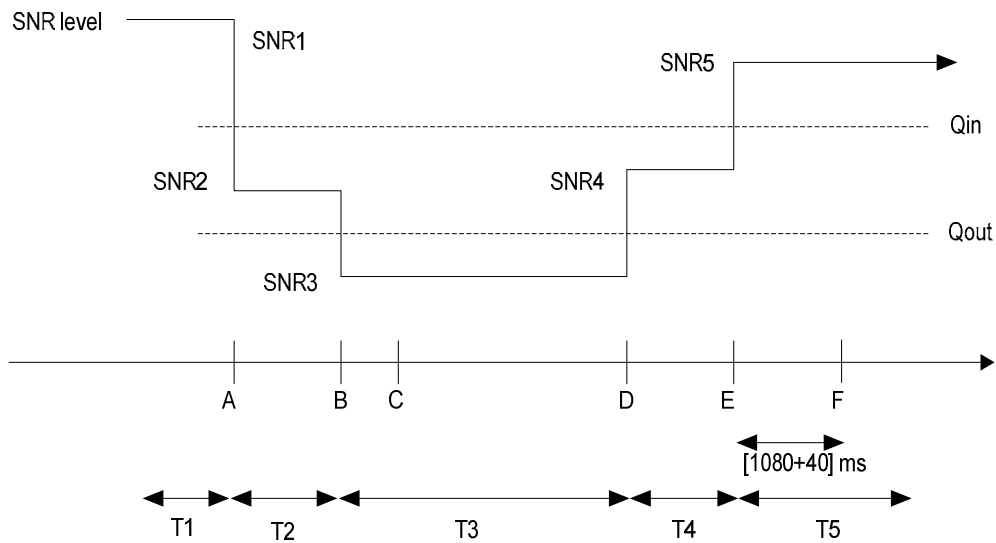 SNR level
SNR1
SNR5
Qin
SNR2
SNR4
Qout
SNR3
A B C D E F
[1080+40] ms
T1 T2 T3 T4 T5